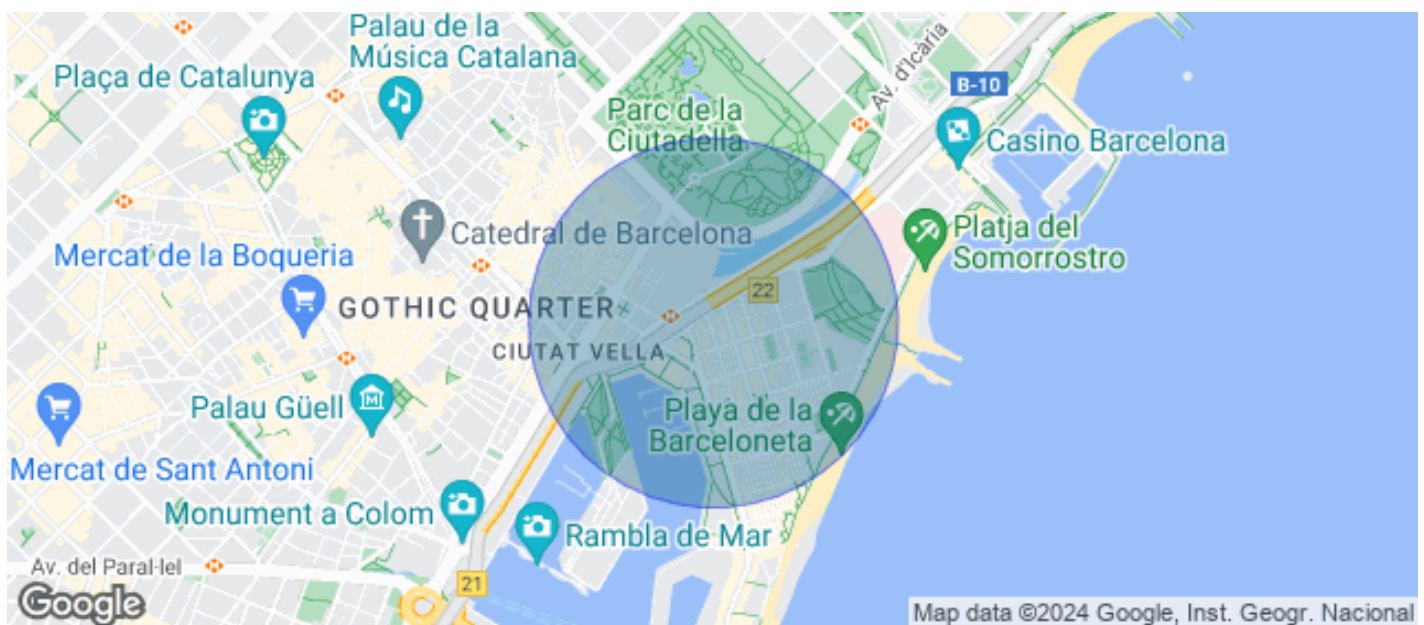 Palau de la
Música Catalana
Plaça de Catalunya
Av. d'Icària
B-10
Parc de la
Ciutadella
Casino Barcelona
Catedral de Barcelona
Platja del
Somorrostro
Mercat de la Boqueria
22
GOTHIC QUARTER
CIUTAT VELLA
Palau Güell
Playa de la
Barceloneta
Mercat de Sant Antoni
Monument a Colom
Rambla de Mar
Av. del Paral·lel
21
Google
Map data ©2024 Google, Inst. Geogr. Nacional